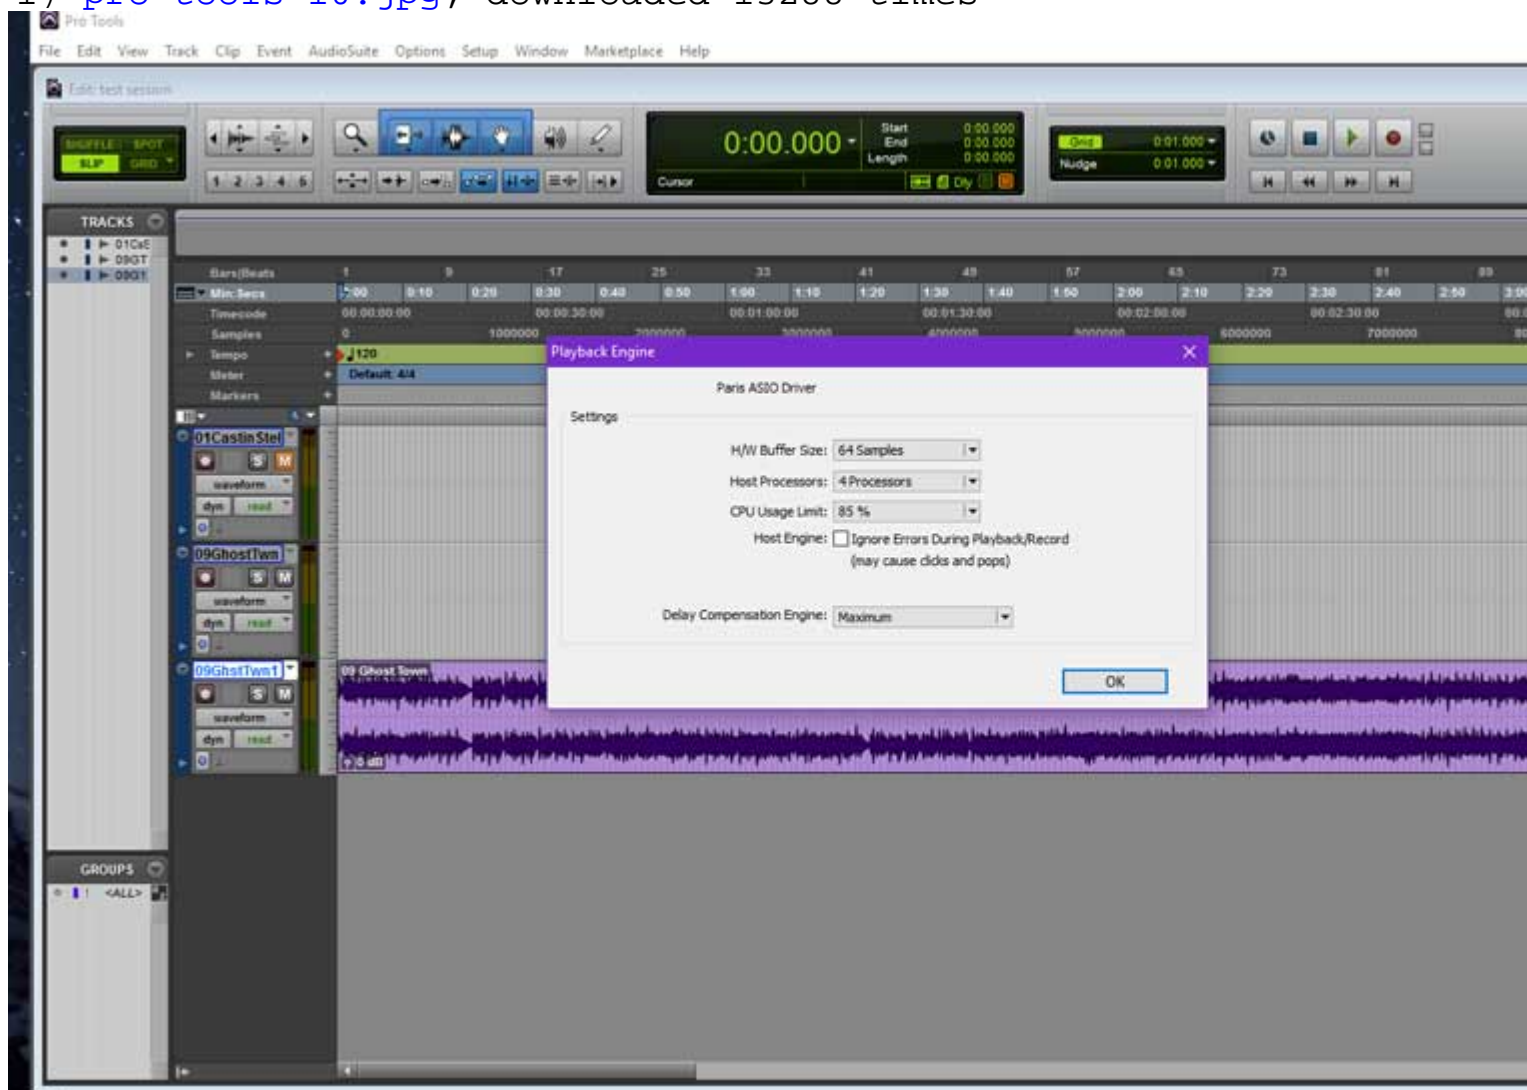 Pro Tools
File Edit View Track Clip Event AudioSuite Options Setup Window Marketplace Help
Edit: test session
SHUFFLE SPOT
SLIP GRID
1 2 3 4 5
0:00.000
Start 0:00.000
End 0:00.000
Length 0:00.000
Cursor
Dly
Grid 0:01.000
Nudge 0:01.000
TRACKS
09GT
Bars|Beats 1 9 17 25 33 41 49 57 65 73 81 89
Min:Secs 0:10 0:20 0:30 0:40 0:50 1:00 1:10 1:20 1:30 1:40 1:50 2:00 2:10 2:20 2:30 2:40 2:50
Timecode 00:00:00:00 00:00:30:00 00:01:00:00 00:01:30:00 00:02:00:00 00:02:30:00
Samples 0 1000000 2000000 3000000 4000000 5000000 6000000 7000000
Tempo 120
Meter Default: 4/4
Markers
Playback Engine
Paris ASIO Driver
Settings
H/W Buffer Size: 64 Samples
Host Processors: 4 Processors
CPU Usage Limit: 85 %
Host Engine: Ignore Errors During Playback/Record
(may cause clicks and pops)
Delay Compensation Engine: Maximum
OK
01CastinStel
S M
waveform
dyn read
09GhostTwn
S M
waveform
dyn read
09GhstTwn1
S M
waveform
dyn read
09 Ghost Town
0 dB
GROUPS
! <ALL>